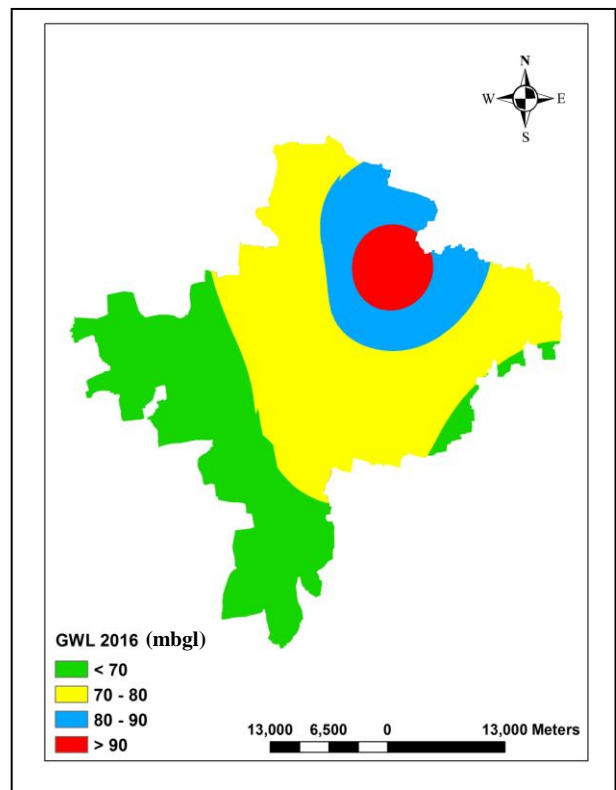 N
W E
S
GWL 2016 (mbgl)
< 70
70 - 80
80 - 90
> 90
13,000 6,500 0 13,000 Meters